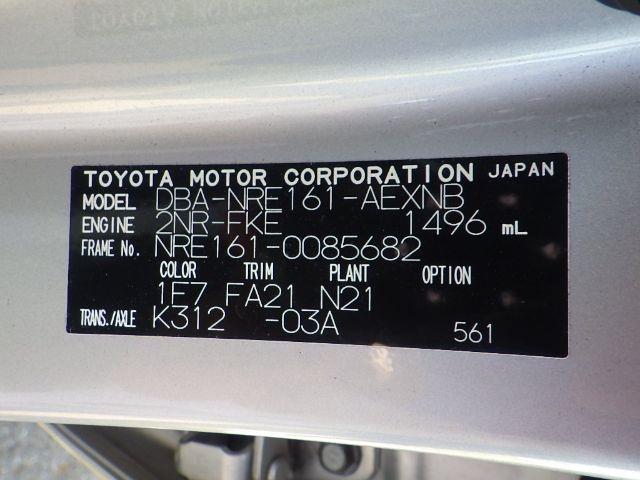 TOYOTA MOTOR CORPORATION JAPAN
MODEL DBA-NRE161-AEXNB
ENGINE 2NR-FKE 1496 mL
FRAME No. NRE161-0085682
COLOR TRIM PLANT OPTION
1F7 FA21 N21
TRANS./AXLE K312 -03A 561